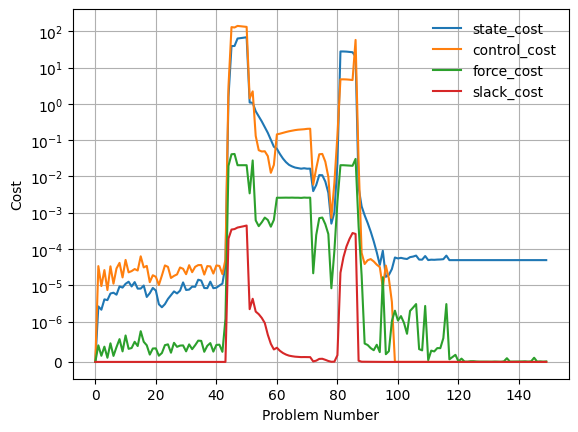 10²
10¹
10⁰
10⁻¹
10⁻²
10⁻³
10⁻⁴
10⁻⁵
10⁻⁶
0
Cost
state_cost
control_cost
force_cost
slack_cost
0 20 40 60 80 100 120 140
Problem Number